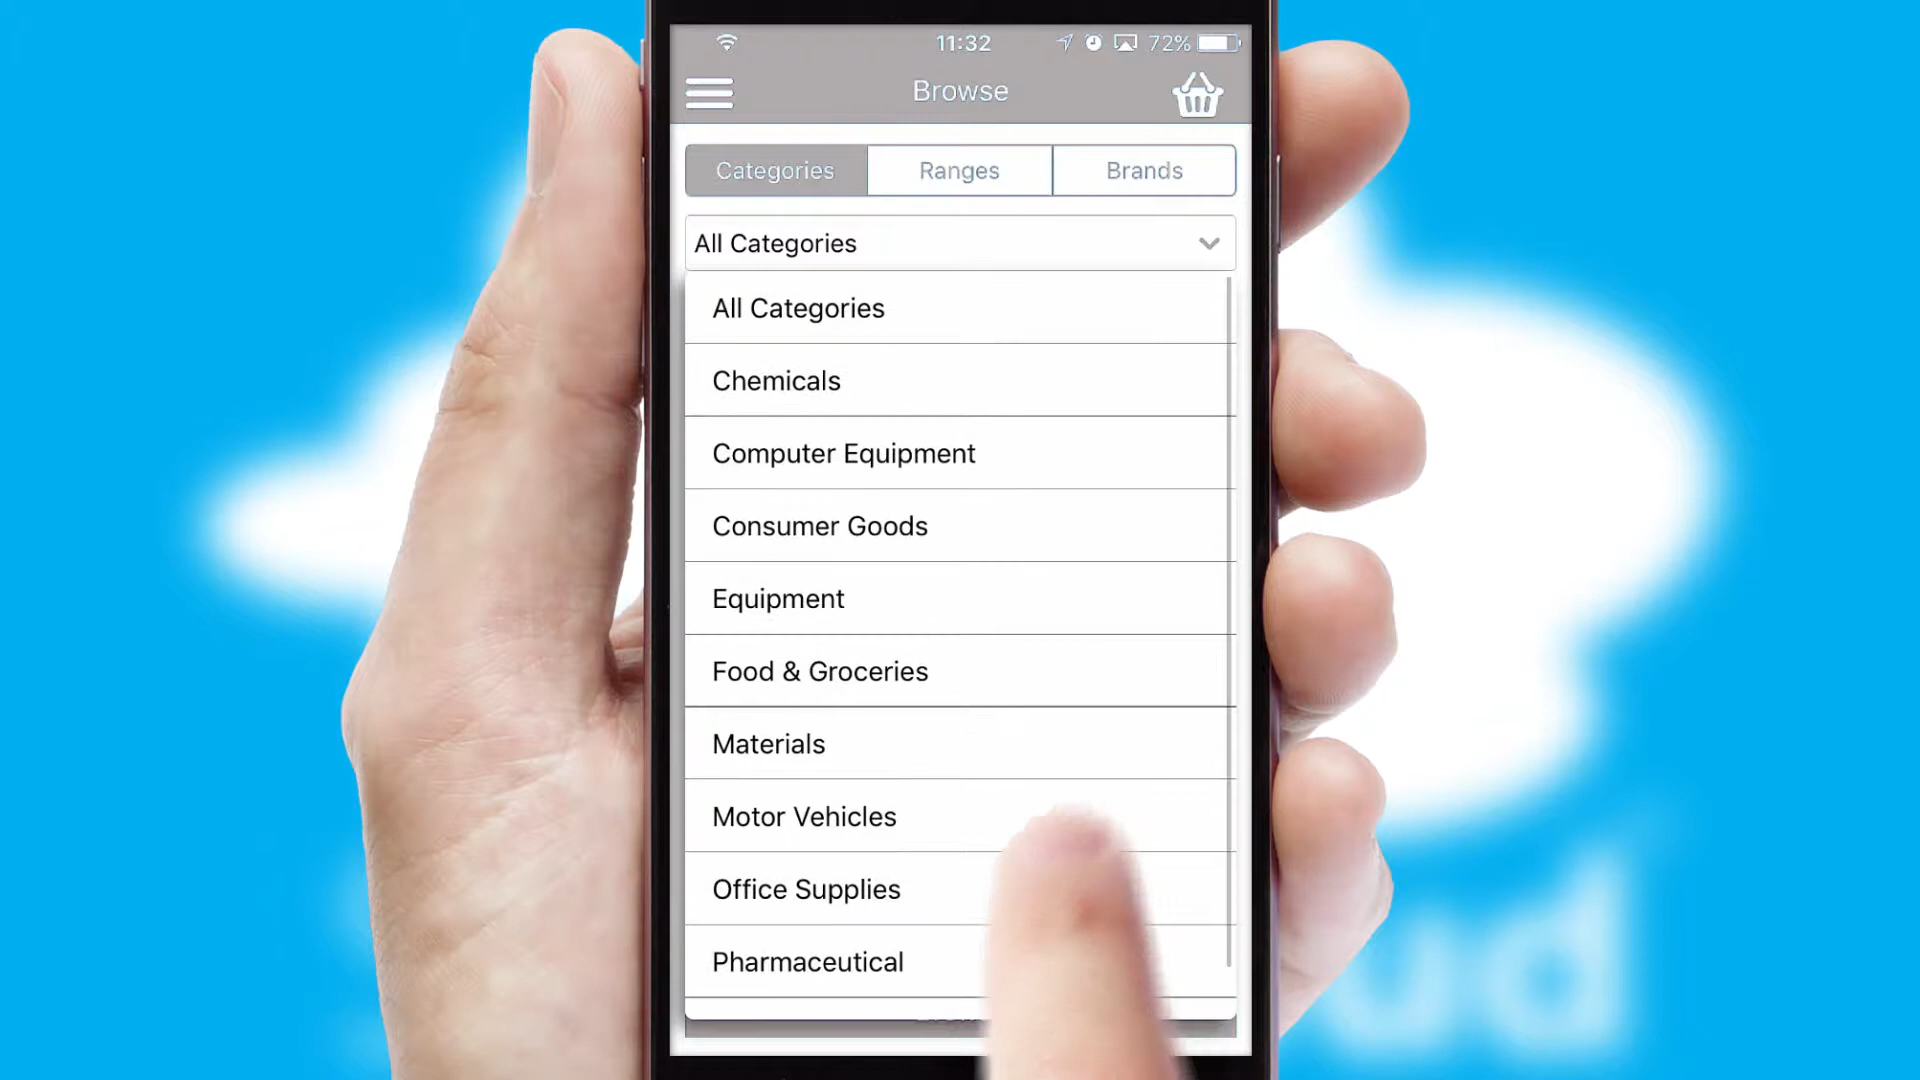 11:32
72%
Browse
Categories
Ranges
Brands
All Categories
All Categories
Chemicals
Computer Equipment
Consumer Goods
Equipment
Food & Groceries
Materials
Motor Vehicles
Office Supplies
Pharmaceutical